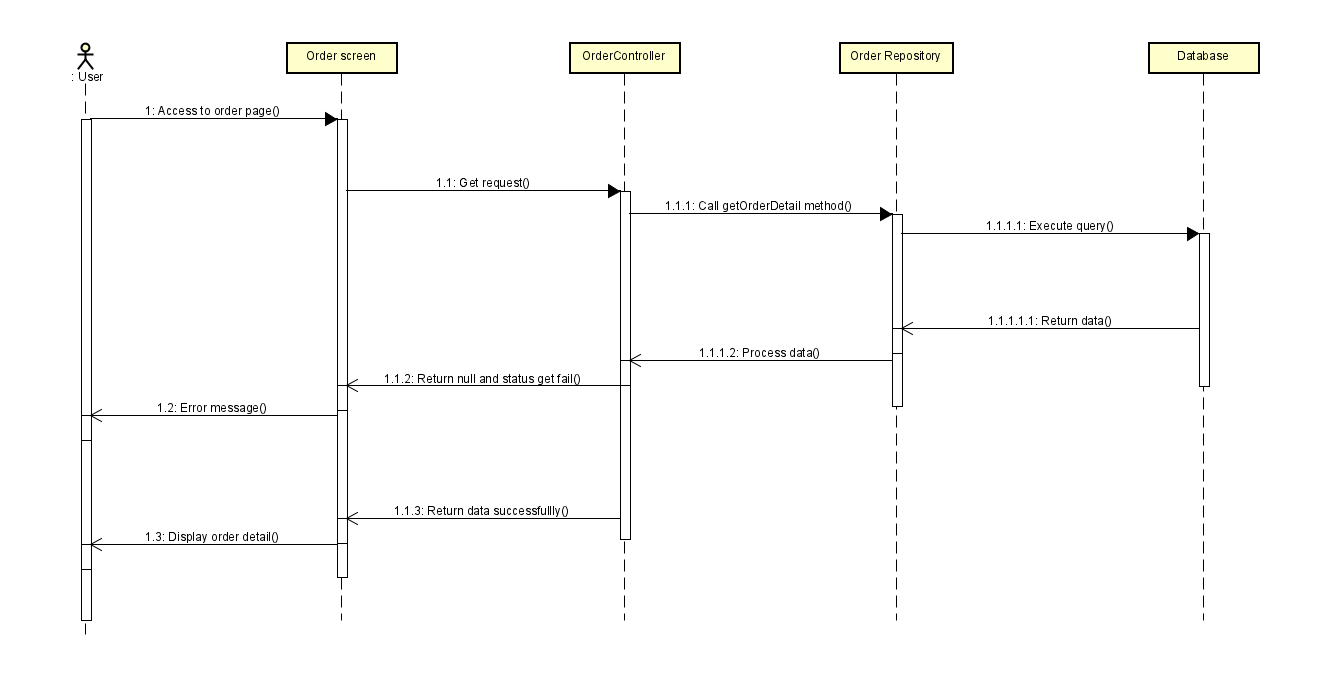 Order screen
OrderController
Order Repository
Database
: User
1: Access to order page()
1.1: Get request()
1.1.1: Call getOrderDetail method()
1.1.1.1: Execute query()
1.1.1.1.1: Return data()
1.1.1.2: Process data()
1.1.2: Return null and status get fail()
1.2: Error message()
1.1.3: Return data successfullly()
1.3: Display order detail()